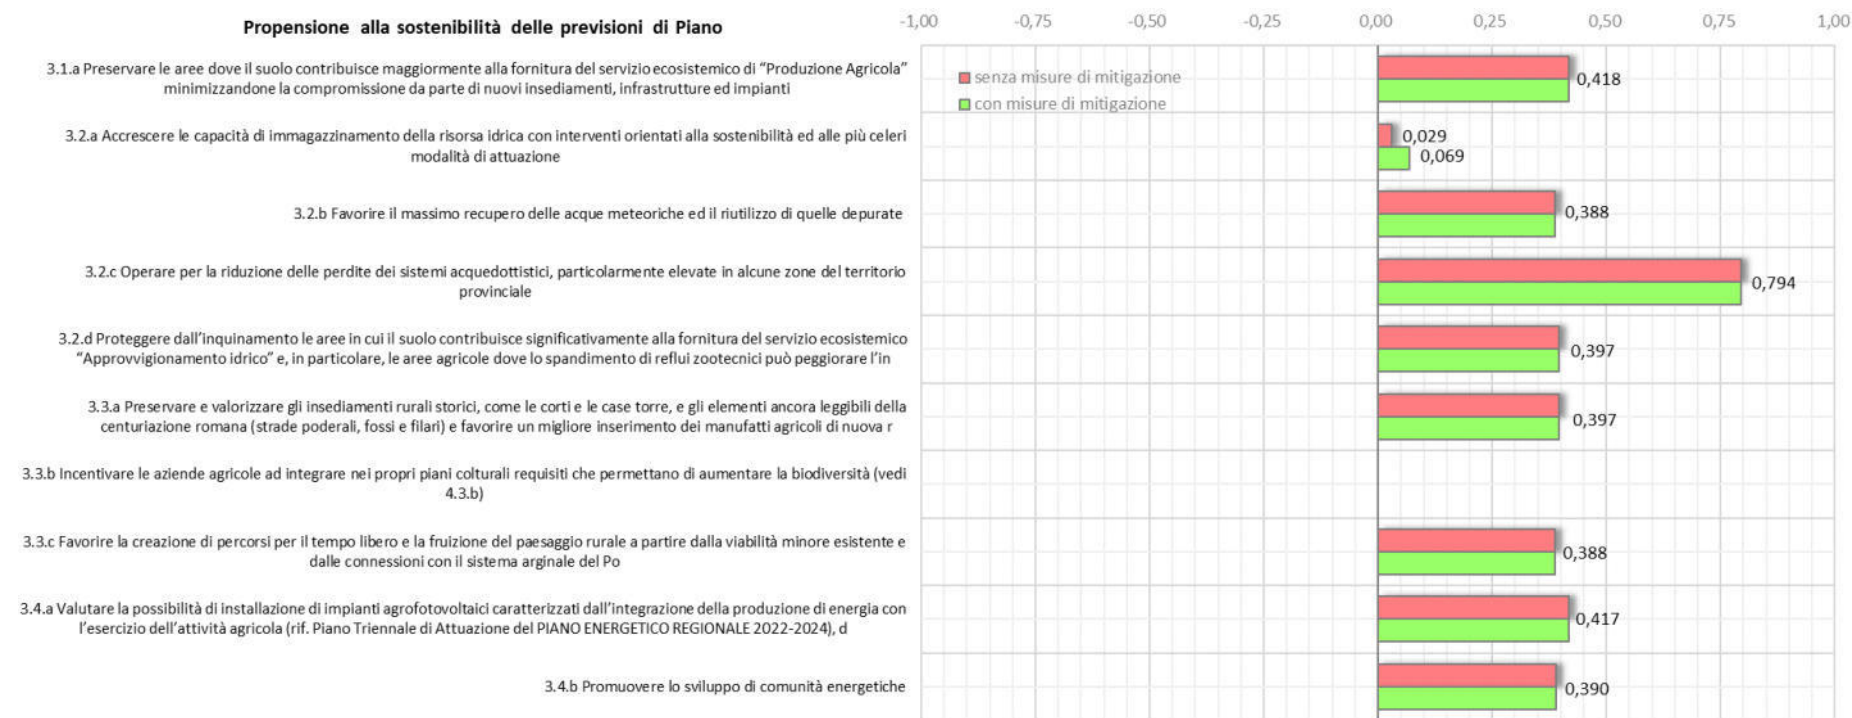 Propensione alla sostenibilità delle previsioni di Piano
-1,00 -0,75 -0,50 -0,25 0,00 0,25 0,50 0,75 1,00
senza misure di mitigazione
con misure di mitigazione
3.1.a Preservare le aree dove il suolo contribuisce maggiormente alla fornitura del servizio ecosistemico di “Produzione Agricola”
minimizzandone la compromissione da parte di nuovi insediamenti, infrastrutture ed impianti
0,418
3.2.a Accrescere le capacità di immagazzinamento della risorsa idrica con interventi orientati alla sostenibilità ed alle più celeri
modalità di attuazione
0,029
0,069
3.2.b Favorire il massimo recupero delle acque meteoriche ed il riutilizzo di quelle depurate
0,388
3.2.c Operare per la riduzione delle perdite dei sistemi acquedottistici, particolarmente elevate in alcune zone del territorio
provinciale
0,794
3.2.d Proteggere dall’inquinamento le aree in cui il suolo contribuisce significativamente alla fornitura del servizio ecosistemico
“Approvvigionamento idrico” e, in particolare, le aree agricole dove lo spandimento di reflui zootecnici può peggiorare l’in
0,397
3.3.a Preservare e valorizzare gli insediamenti rurali storici, come le corti e le case torre, e gli elementi ancora leggibili della
centuriazione romana (strade poderali, fossi e filari) e favorire un migliore inserimento dei manufatti agricoli di nuova r
0,397
3.3.b Incentivare le aziende agricole ad integrare nei propri piani colturali requisiti che permettano di aumentare la biodiversità (vedi
4.3.b)
3.3.c Favorire la creazione di percorsi per il tempo libero e la fruizione del paesaggio rurale a partire dalla viabilità minore esistente e
dalle connessioni con il sistema arginale del Po
0,388
3.4.a Valutare la possibilità di installazione di impianti agrofotovoltaici caratterizzati dall’integrazione della produzione di energia con
l’esercizio dell’attività agricola (rif. Piano Triennale di Attuazione del PIANO ENERGETICO REGIONALE 2022-2024), d
0,417
3.4.b Promuovere lo sviluppo di comunità energetiche
0,390